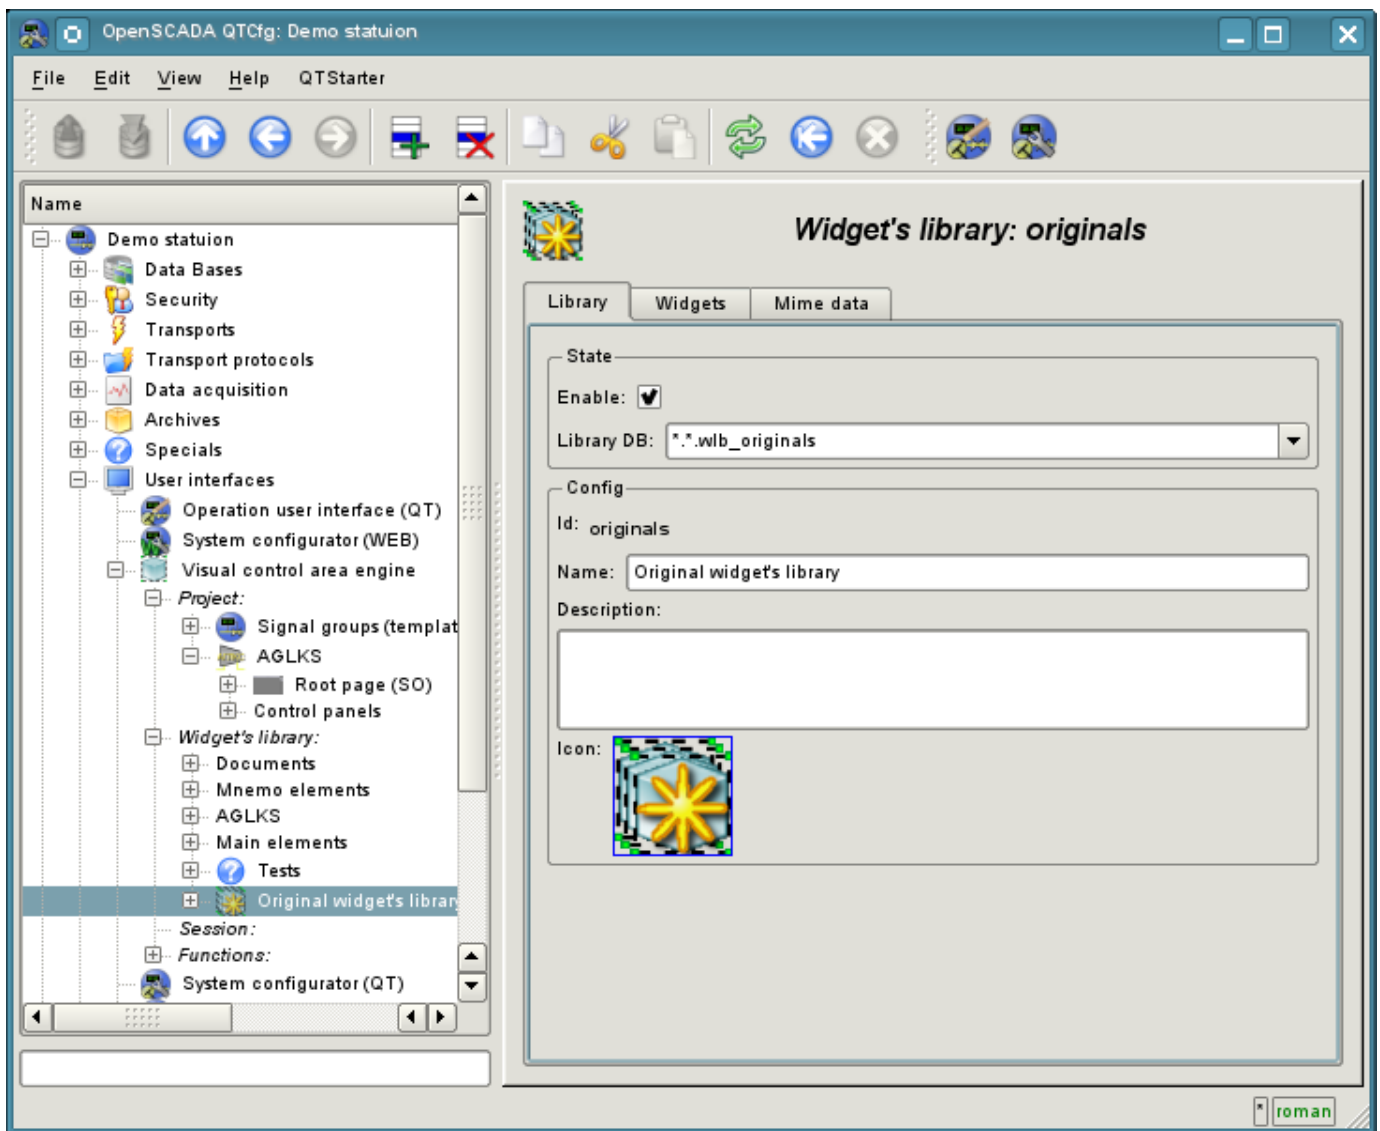 OpenSCADA QTCfg: Demo statuion
File Edit View Help QTStarter
Name
Demo statuion
Data Bases
Security
Transports
Transport protocols
Data acquisition
Archives
Specials
User interfaces
Operation user interface (QT)
System configurator (WEB)
Visual control area engine
Project:
Signal groups (templat
AGLKS
Root page (SO)
Control panels
Widget's library:
Documents
Mnemo elements
AGLKS
Main elements
Tests
Original widget's librar
Session:
Functions:
System configurator (QT)
Widget's library: originals
Library Widgets Mime data
State
Enable:
Library DB: *.*.wlb_originals
Config
Id: originals
Name: Original widget's library
Description:
Icon:
* roman